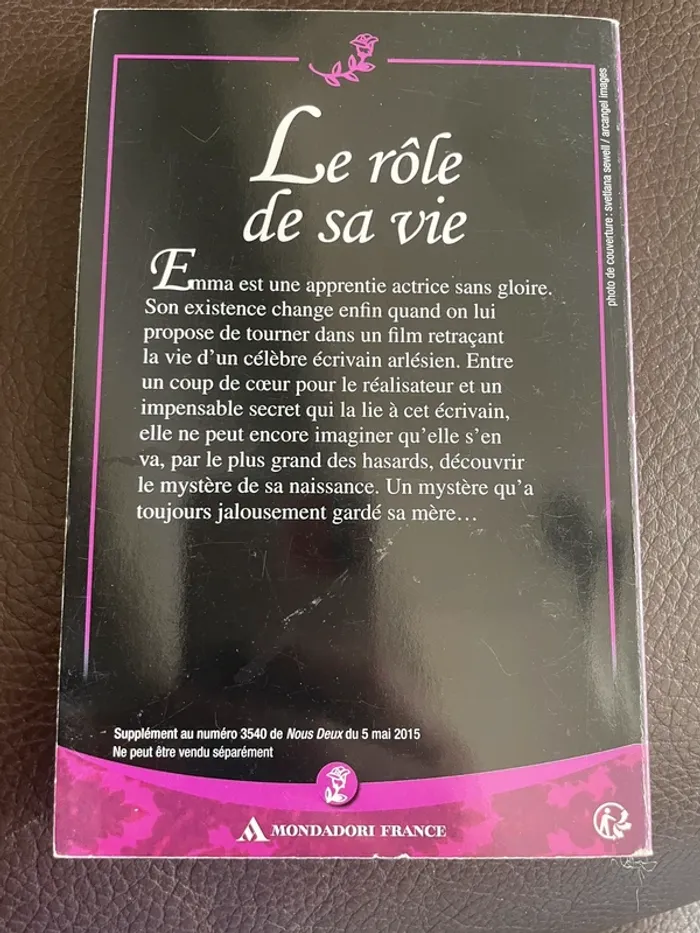 Le rôle
de sa vie
Emma est une apprentie actrice sans gloire.
Son existence change enfin quand on lui
propose de tourner dans un film retraçant
la vie d'un célèbre écrivain arlésien. Entre
un coup de cœur pour le réalisateur et un
impensable secret qui la lie à cet écrivain,
elle ne peut encore imaginer qu'elle s'en
va, par le plus grand des hasards, découvrir
le mystère de sa naissance. Un mystère qu'a
toujours jalousement gardé sa mère…
photo de couverture : svetlana sewell / arcangel images
Supplément au numéro 3540 de Nous Deux du 5 mai 2015
Ne peut être vendu séparément
MONDADORI FRANCE